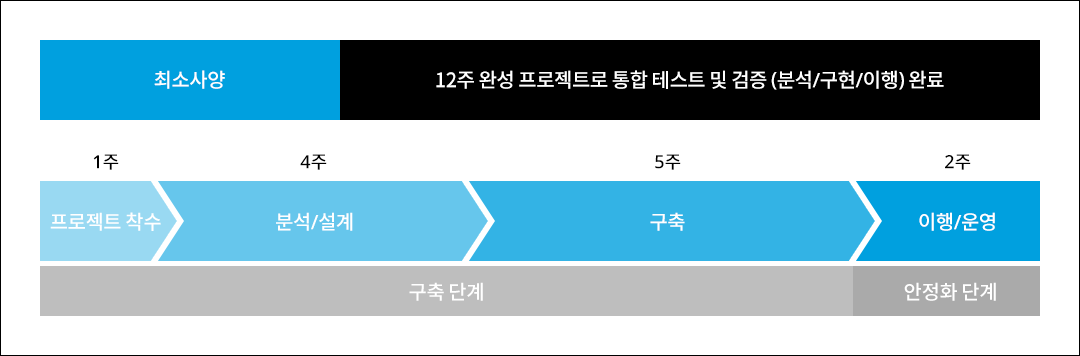 최소사양
12주 완성 프로젝트로 통합 테스트 및 검증 (분석/구현/이행) 완료
1주
4주
5주
2주
프로젝트 착수
분석/설계
구축
이행/운영
구축 단계
안정화 단계